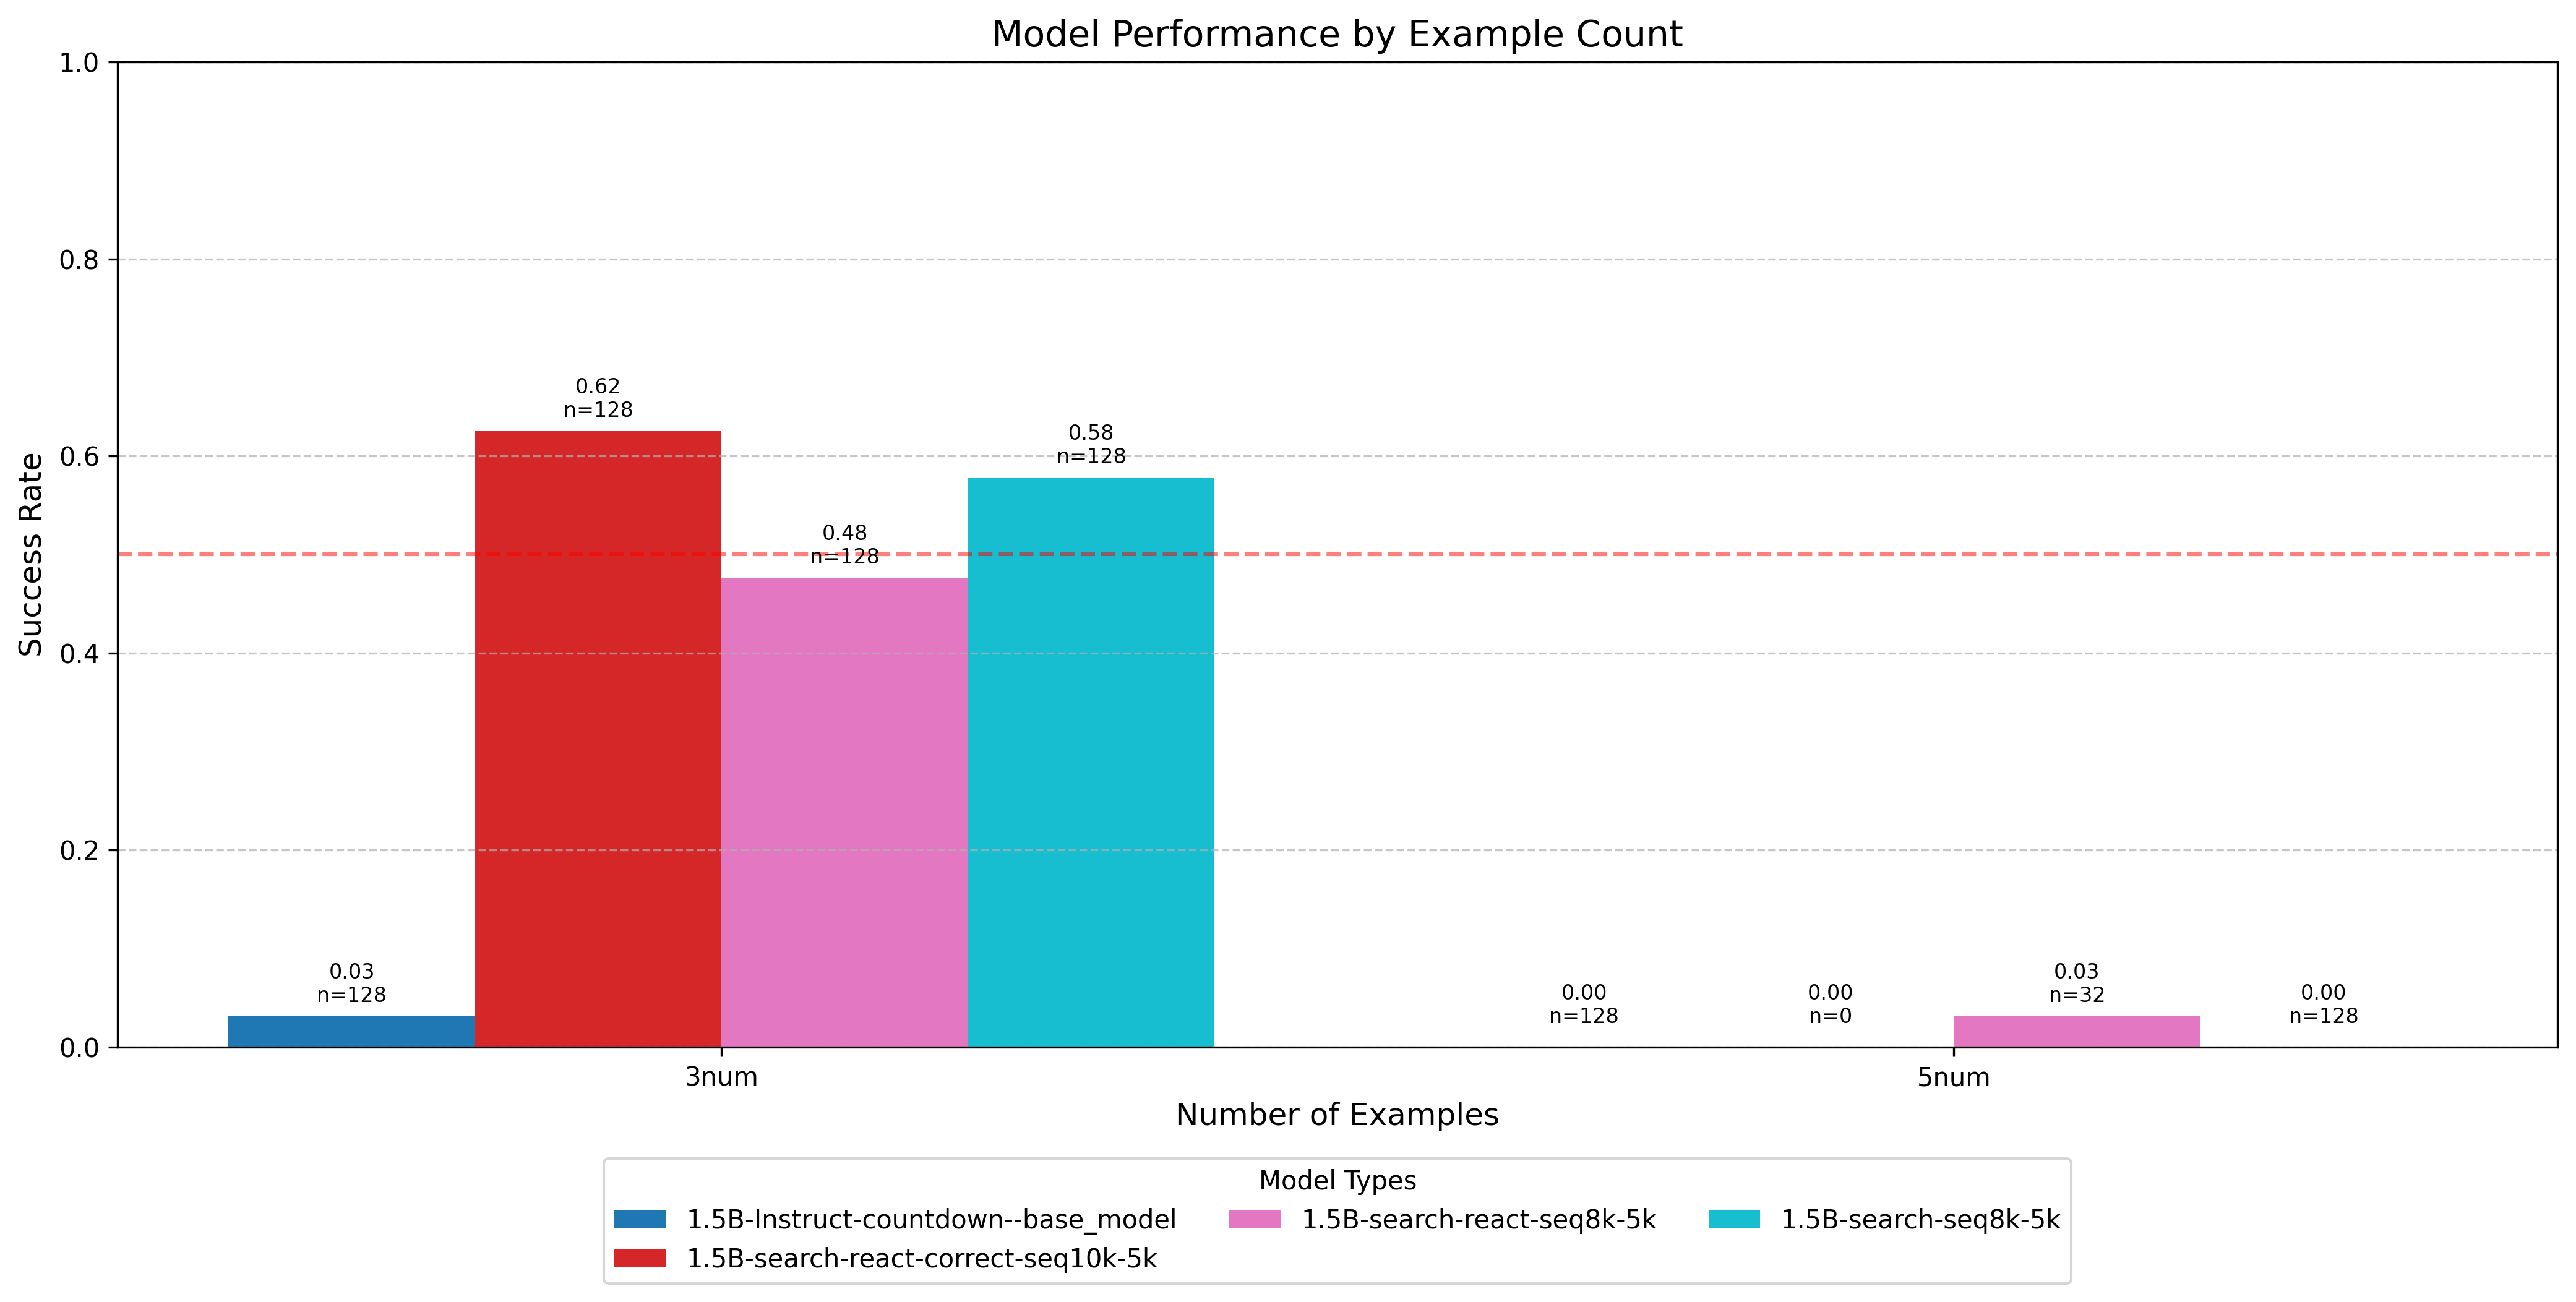 Model Performance by Example Count
Success Rate
1.0
0.8
0.6
0.4
0.2
0.0
0.03
n=128
0.62
n=128
0.48
n=128
0.58
n=128
0.00
n=128
0.00
n=0
0.03
n=32
0.00
n=128
3num
5num
Number of Examples
Model Types
1.5B-Instruct-countdown--base_model
1.5B-search-react-correct-seq10k-5k
1.5B-search-react-seq8k-5k
1.5B-search-seq8k-5k